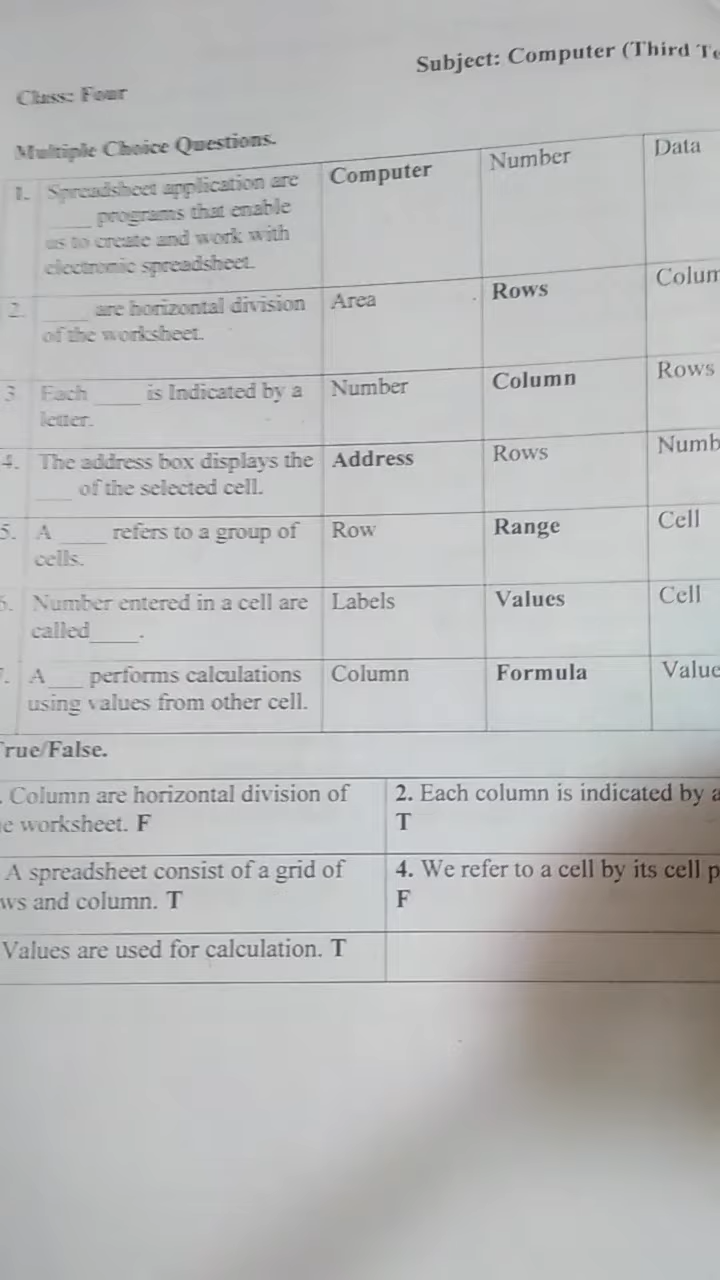 Subject: Computer (Third Te
Class: Four
Multiple Choice Questions.
1. Spreadsheet application are ____ programs that enable us to create and work with electronic spreadsheet. Computer Number Data
2. ____ are horizontal division of the worksheet. Area Rows Colum
3 Each ____ is Indicated by a letter. Number Column Rows
4. The address box displays the ____ of the selected cell. Address Rows Numb
5. A ____ refers to a group of cells. Row Range Cell
6. Number entered in a cell are called____. Labels Values Cell
7. A ___ performs calculations using values from other cell. Column Formula Value
True/False.
. Column are horizontal division of
e worksheet. F
2. Each column is indicated by a
T
A spreadsheet consist of a grid of
ws and column. T
4. We refer to a cell by its cell p
F
Values are used for calculation. T